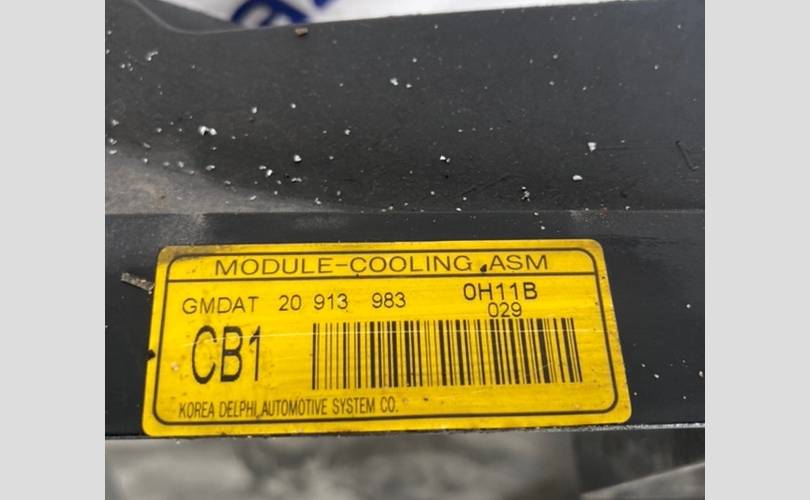 MODULE-COOLING ASM
GMDAT 20 913 983 0H11B
029
CB1
KOREA DELPHI AUTOMOTIVE SYSTEM CO.